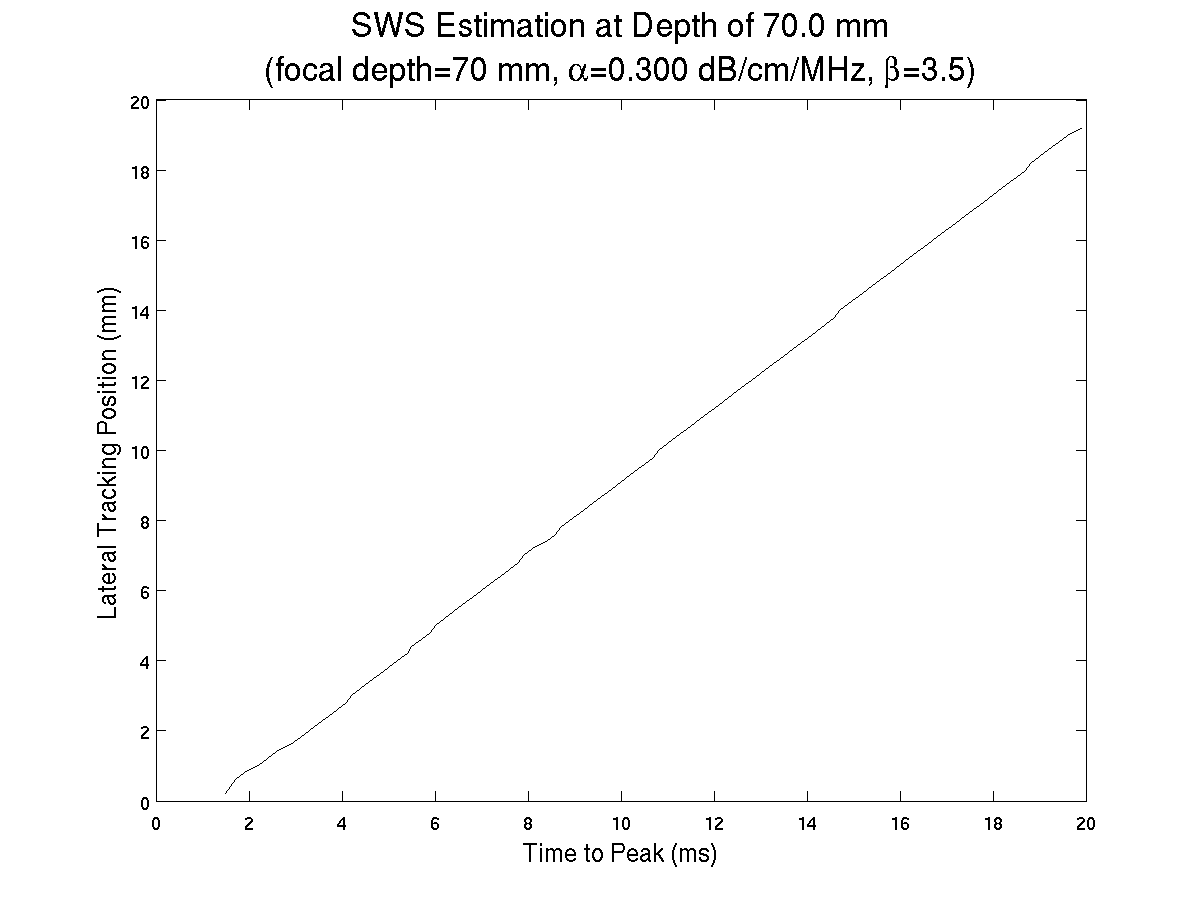 SWS Estimation at Depth of 70.0 mm
(focal depth=70 mm, α=0.300 dB/cm/MHz, β=3.5)
20
18
16
14
12
10
8
6
4
2
0
Lateral Tracking Position (mm)
0 2 4 6 8 10 12 14 16 18 20
Time to Peak (ms)